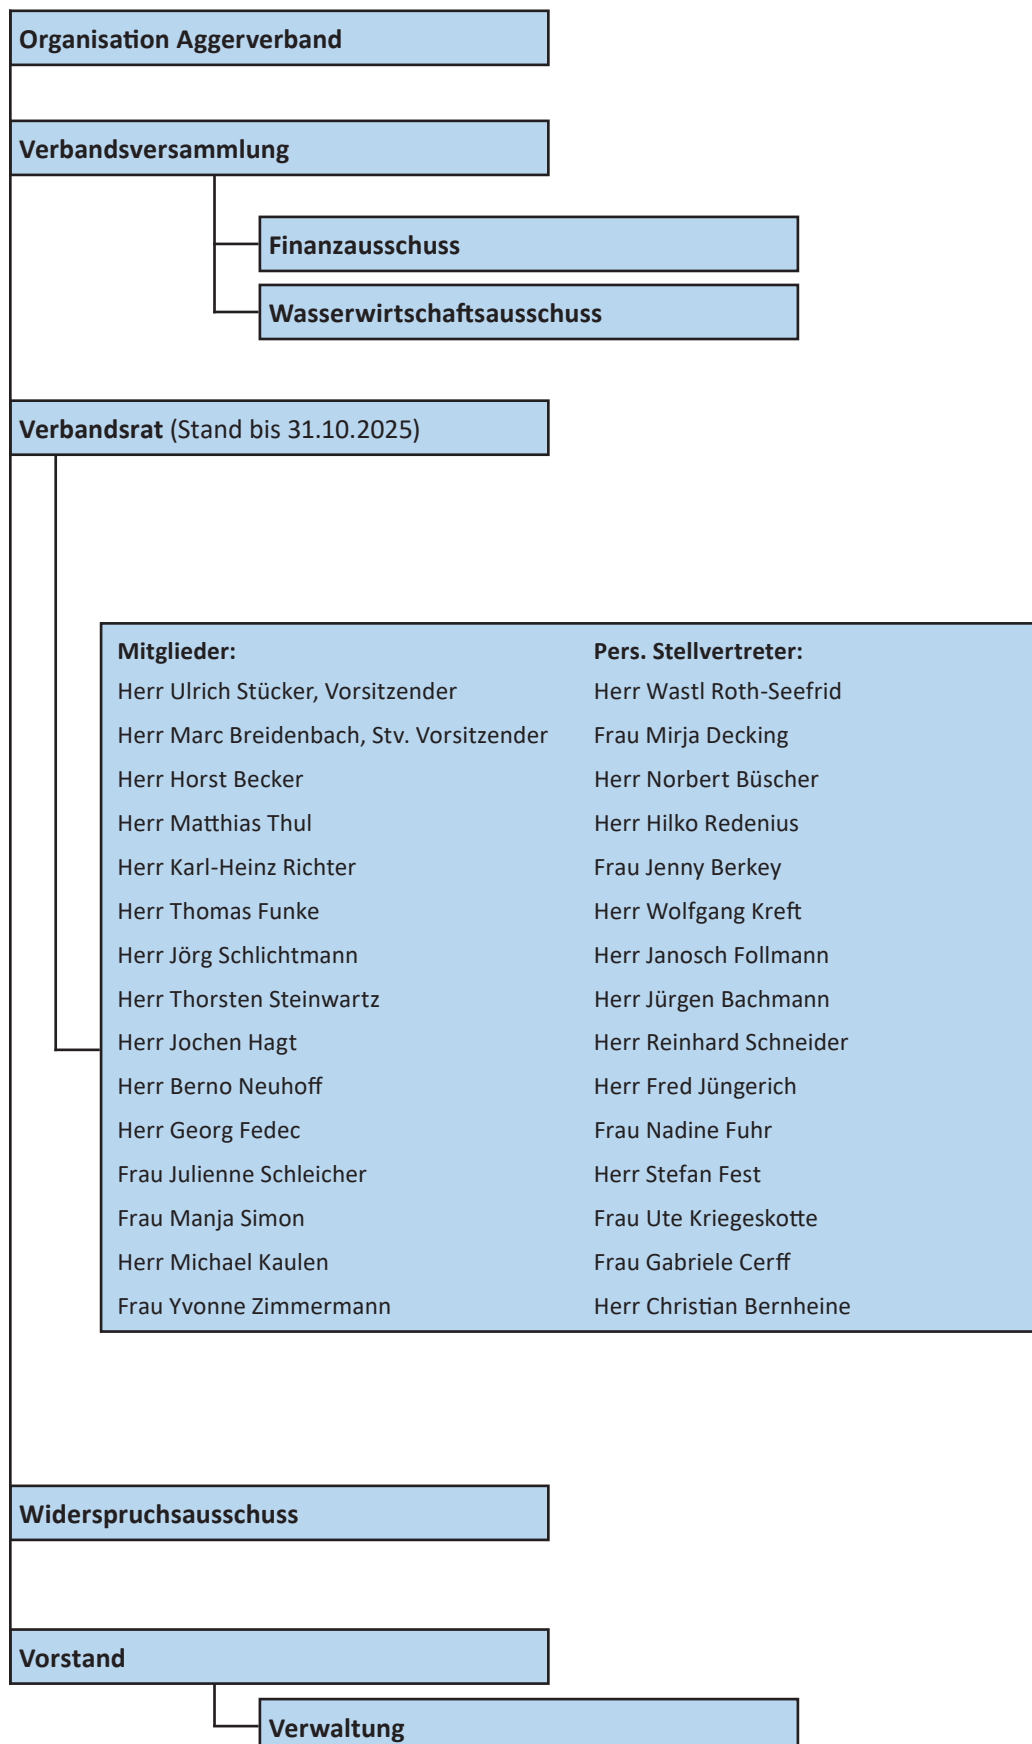 Organisation Aggerverband
Verbandsversammlung
Finanzausschuss
Wasserwirtschaftsausschuss
Verbandsrat (Stand bis 31.10.2025)
Mitglieder: Pers. Stellvertreter:
Herr Ulrich Stücker, Vorsitzender Herr Wastl Roth-Seefrid
Herr Marc Breidenbach, Stv. Vorsitzender Frau Mirja Decking
Herr Horst Becker Herr Norbert Büscher
Herr Matthias Thul Herr Hilko Redenius
Herr Karl-Heinz Richter Frau Jenny Berkey
Herr Thomas Funke Herr Wolfgang Kreft
Herr Jörg Schlichtmann Herr Janosch Follmann
Herr Thorsten Steinwartz Herr Jürgen Bachmann
Herr Jochen Hagt Herr Reinhard Schneider
Herr Berno Neuhoff Herr Fred Jüngerich
Herr Georg Fedec Frau Nadine Fuhr
Frau Julienne Schleicher Herr Stefan Fest
Frau Manja Simon Frau Ute Kriegeskotte
Herr Michael Kaulen Frau Gabriele Cerff
Frau Yvonne Zimmermann Herr Christian Bernheine
Widerspruchsausschuss
Vorstand
Verwaltung